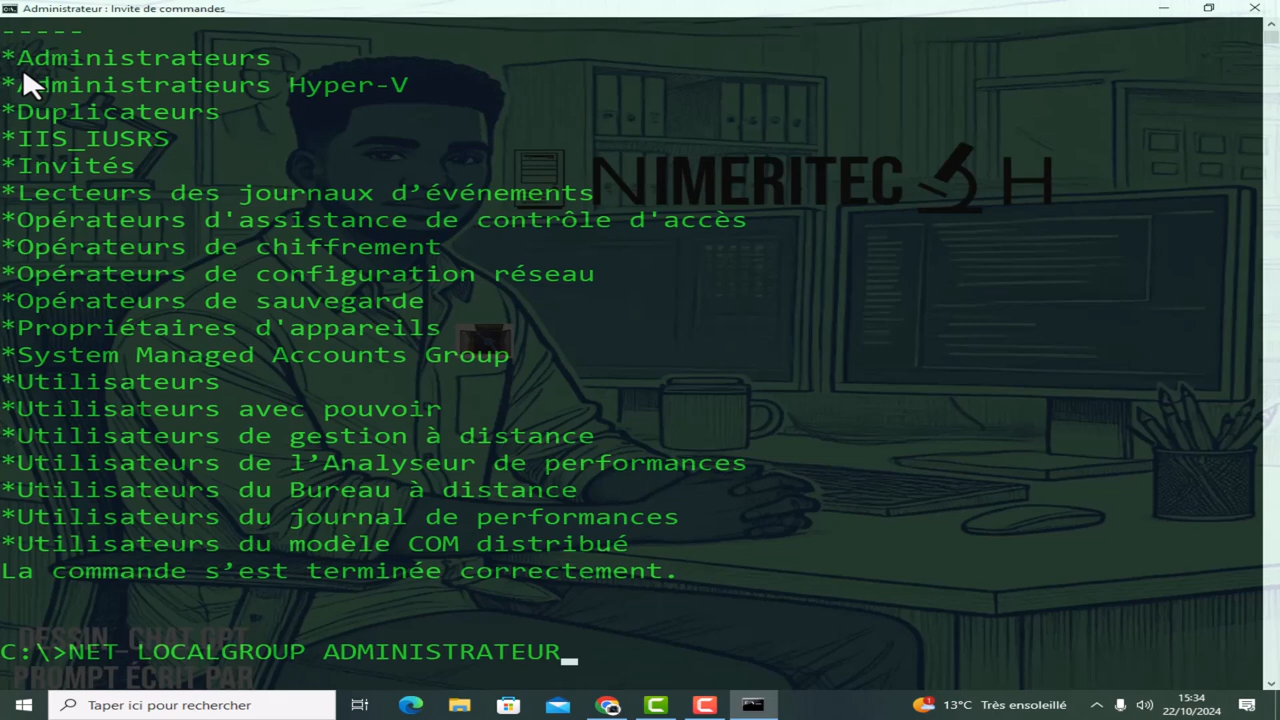 Administrateur : Invite de commandes
-----
*Administrateurs
*Administrateurs Hyper-V
*Duplicateurs
*IIS_IUSRS
*Invités
*Lecteurs des journaux d’événements
*Opérateurs d'assistance de contrôle d'accès
*Opérateurs de chiffrement
*Opérateurs de configuration réseau
*Opérateurs de sauvegarde
*Propriétaires d'appareils
*System Managed Accounts Group
*Utilisateurs
*Utilisateurs avec pouvoir
*Utilisateurs de gestion à distance
*Utilisateurs de l’Analyseur de performances
*Utilisateurs du Bureau à distance
*Utilisateurs du journal de performances
*Utilisateurs du modèle COM distribué
La commande s’est terminée correctement.
NIMERITEC H
DESSIN_CHAT GPT
C:\>NET LOCALGROUP ADMINISTRATEUR_
PROMPT ÉCRIT PAR
Taper ici pour rechercher
13°C Très ensoleillé
15:34
22/10/2024